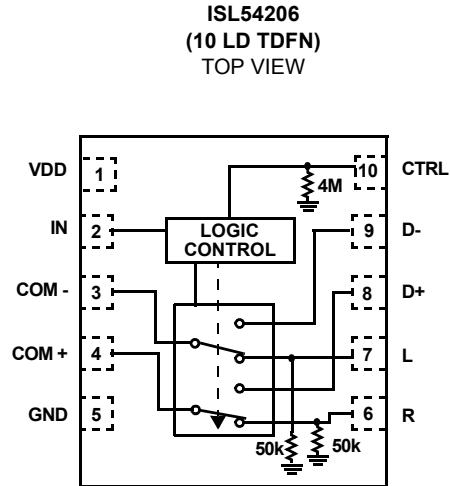 ISL54206
(10 LD TDFN)
TOP VIEW
VDD 1 10 CTRL
4M
IN 2 LOGIC CONTROL 9 D-
COM - 3 8 D+
COM + 4 7 L
GND 5 6 R
50k 50k